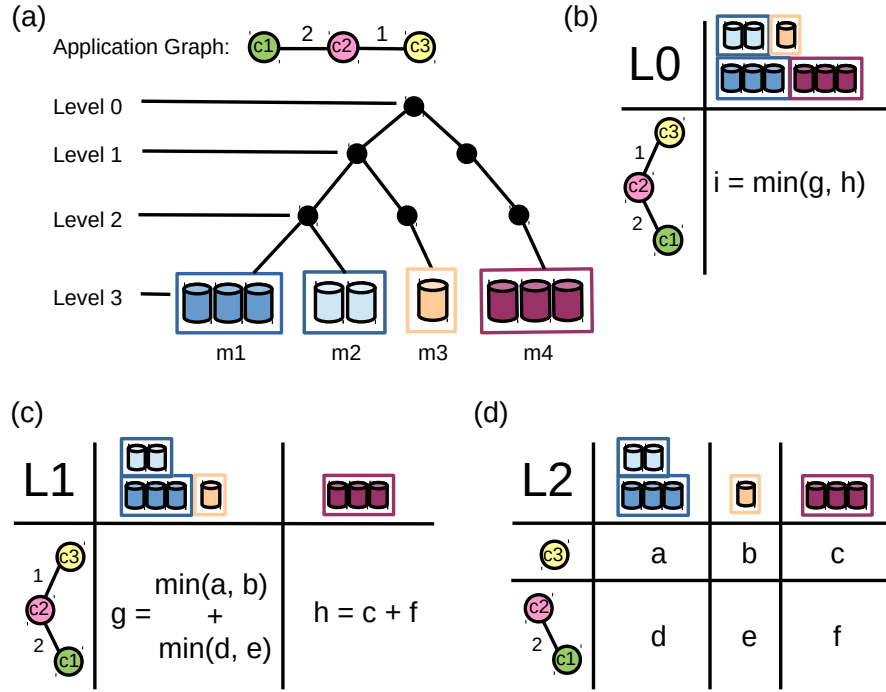 (a)
Application Graph: c1 2 c2 1 c3
Level 0
Level 1
Level 2
Level 3
m1 m2 m3 m4
(b)
L0
c3
1
c2
2
c1
i = min(g, h)
(c)
L1
c3
1
c2
2
c1
min(a, b)
g = +
min(d, e)
h = c + f
(d)
L2
c3
a b c
c2
2
c1
d e f